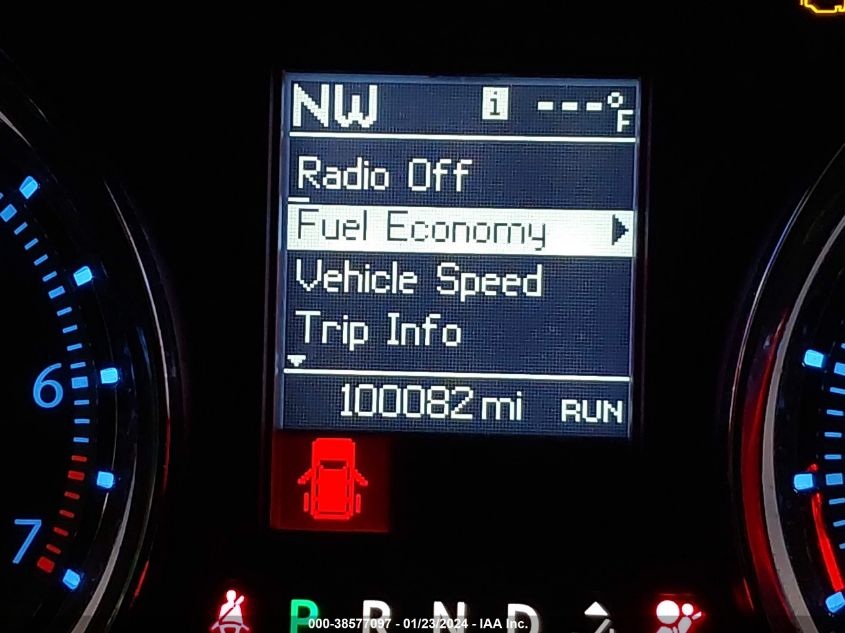 NW i ---°F
Radio Off
Fuel Economy
Vehicle Speed
Trip Info
100082 mi RUN
6
7
P R N D
000-38577097 - 01/23/2024 - IAA Inc.